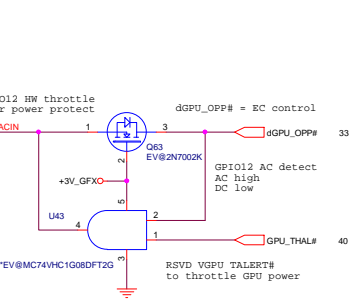 O12 HW throttle
r power protect
ACIN
1
3
dGPU_OPP# = EC control
dGPU_OPP#
33
Q63
EV@2N7002K
2
GPIO12 AC detect
AC high
DC low
+3V_GFX
5
U43
4
2
1
GPU_THAL#
40
3
*EV@MC74VHC1G08DFT2G
RSVD VGPU TALERT#
to throttle GPU power